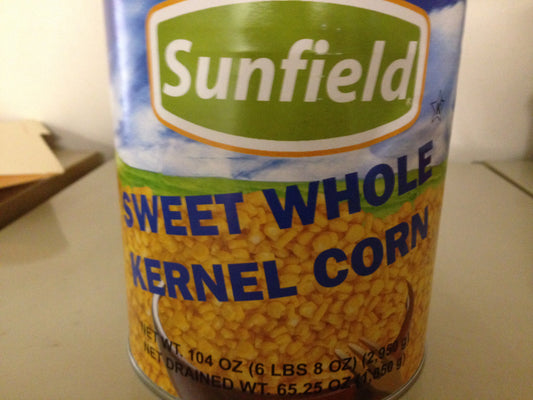 Sunfield®
SWEET WHOLE
KERNEL CORN
NET WT. 104 OZ (6 LBS 8 OZ)
NET DRAINED WT. 65.25 OZ